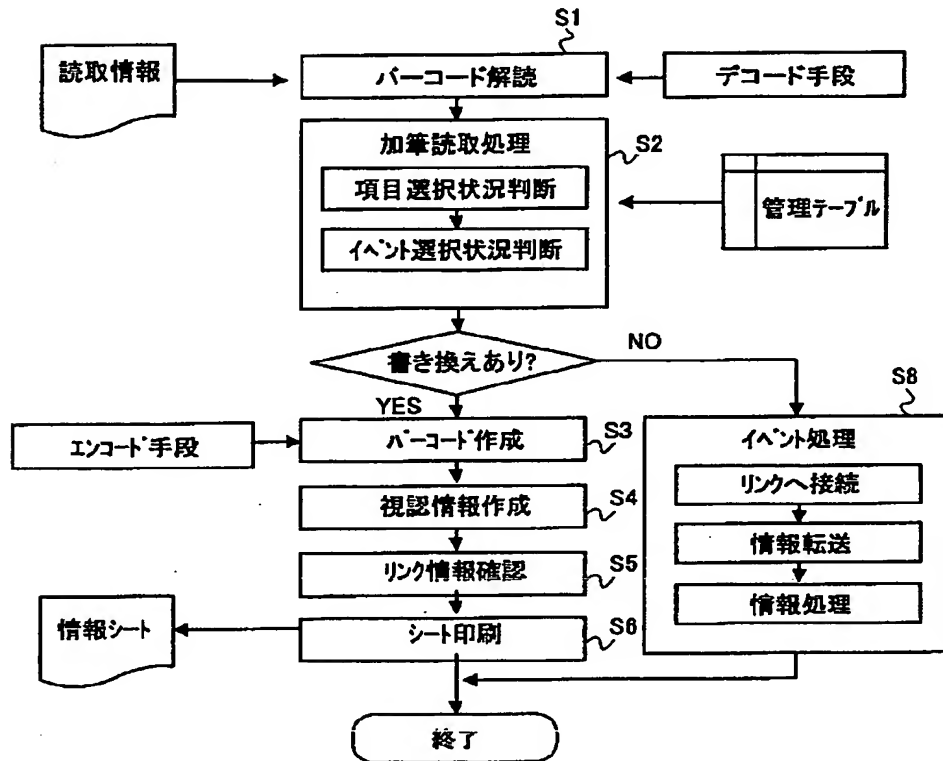 S1
読取情報
バーコード解読
デコード手段
加筆読取処理
S2
項目選択状況判断
イベント選択状況判断
管理テーブル
書き換えあり?
NO
YES
S8
エンコード手段
バーコード作成
S3
イベント処理
リンクへ接続
視認情報作成
S4
情報転送
リンク情報確認
S5
情報処理
情報シート
シート印刷
S6
終了